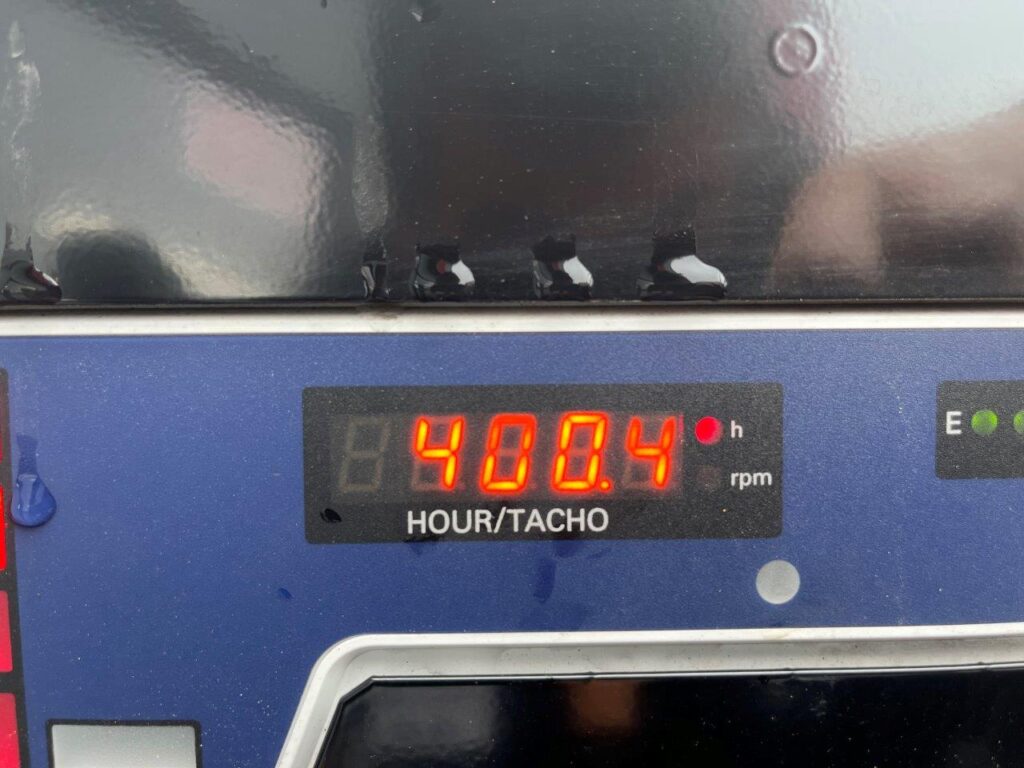 400.4 h
rpm
HOUR/TACHO
E